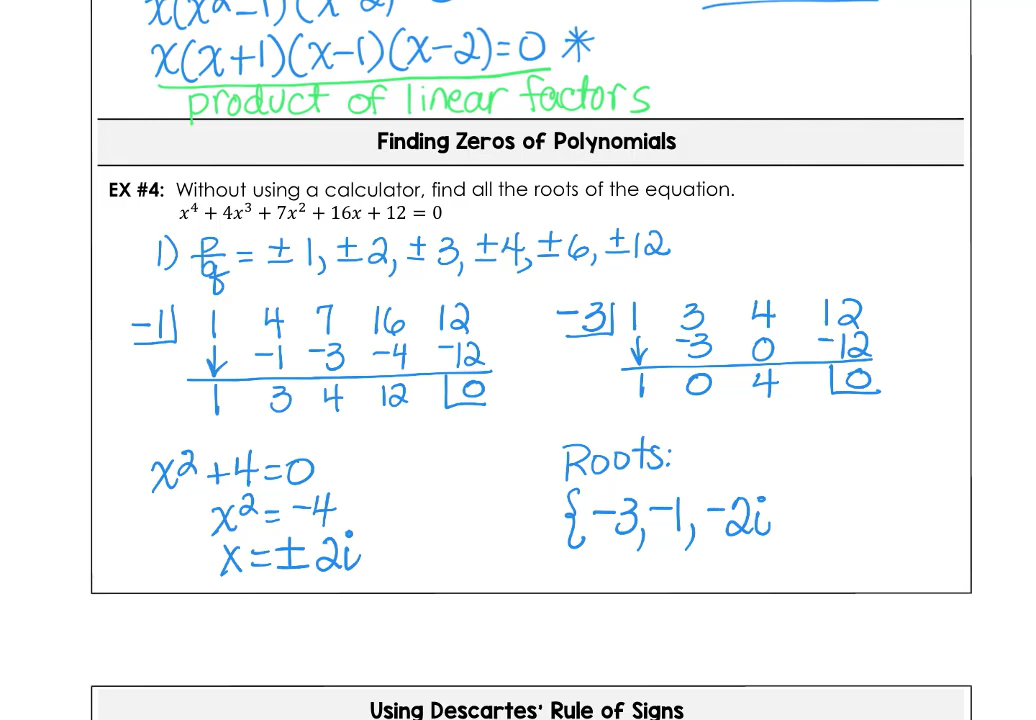 x(x²−1)(x−2)
x(x+1)(x−1)(x−2)=0 *
product of linear factors
Finding Zeros of Polynomials
EX #4: Without using a calculator, find all the roots of the equation.
x⁴ + 4x³ + 7x² + 16x + 12 = 0
1) p/q = ±1, ±2, ±3, ±4, ±6, ±12
-1| 1 4 7 16 12
↓ -1 -3 -4 -12
1 3 4 12 |0
-3| 1 3 4 12
↓ -3 0 -12
1 0 4 |0
x²+4=0
x²=-4
x=±2i
Roots:
{-3,-1,-2i
Using Descartes' Rule of Signs